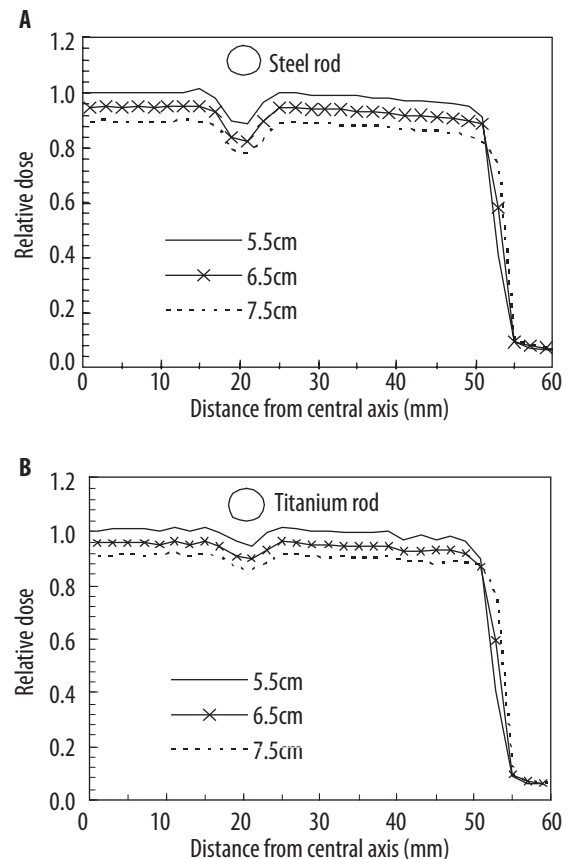 A
1.2
1.0
0.8
0.6
0.4
0.2
0.0
Relative dose
Steel rod
5.5cm
6.5cm
7.5cm
0 10 20 30 40 50 60
Distance from central axis (mm)
B
1.2
1.0
0.8
0.6
0.4
0.2
0.0
Relative dose
Titanium rod
5.5cm
6.5cm
7.5cm
0 10 20 30 40 50 60
Distance from central axis (mm)